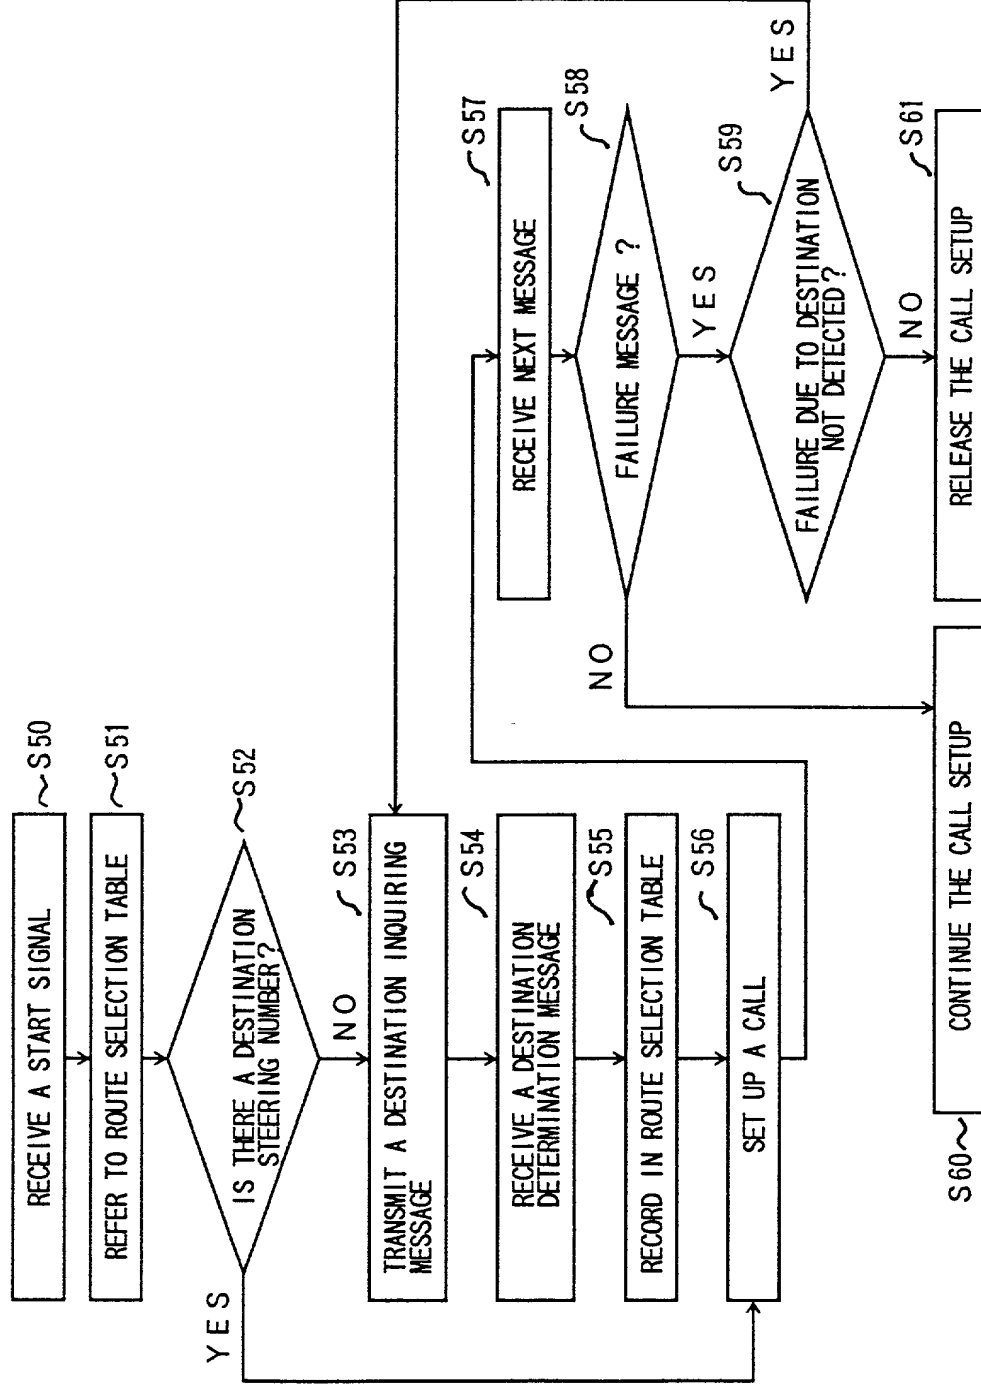 RECEIVE A START SIGNAL
S50
REFER TO ROUTE SELECTION TABLE
S51
IS THERE A DESTINATION
STEERING NUMBER?
S52
YES
NO
TRANSMIT A DESTINATION INQUIRING
MESSAGE
S53
RECEIVE A DESTINATION
DETERMINATION MESSAGE
S54
RECORD IN ROUTE SELECTION TABLE
S55
SET UP A CALL
S56
RECEIVE NEXT MESSAGE
S57
FAILURE MESSAGE ?
S58
NO
YES
FAILURE DUE TO DESTINATION
NOT DETECTED?
S59
YES
NO
S60
CONTINUE THE CALL SETUP
RELEASE THE CALL SETUP
S61